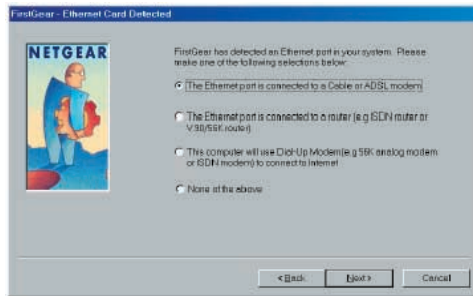 FirstGear - Ethernet Card Detected
NETGEAR
FirstGear has detected an Ethernet port in your system. Please
make one of the following selections below:
The Ethernet port is connected to a Cable or ADSL modem
The Ethernet port is connected to a router (e.g ISDN router or
V.90/56K router)
This computer will use Dial-Up Modem(e.g 56K analog modem
or ISDN modem) to connect to Internet
None of the above
< Back
Next >
Cancel